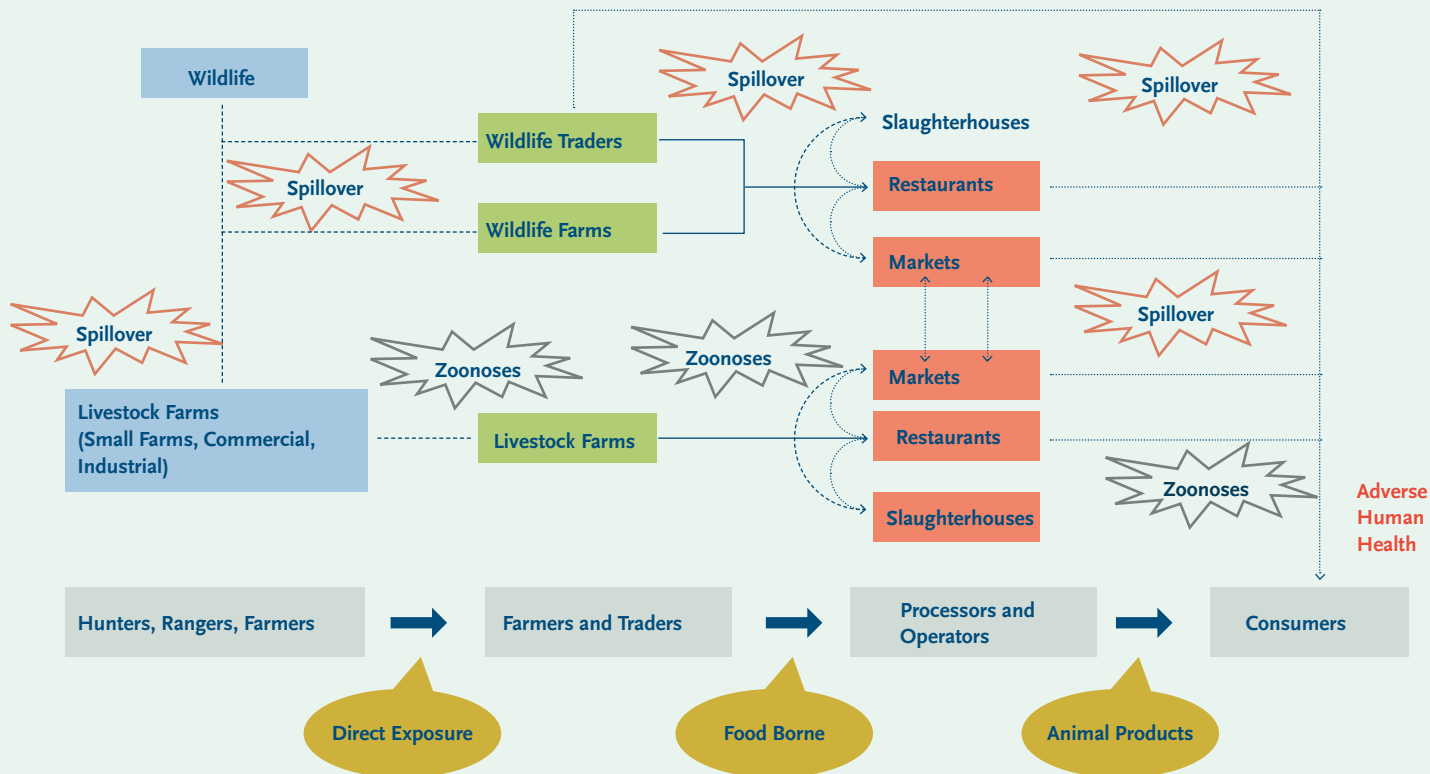 Wildlife
Spillover
Spillover
Wildlife Traders
Slaughterhouses
Spillover
Restaurants
Wildlife Farms
Markets
Spillover
Spillover
Zoonoses
Zoonoses
Markets
Livestock Farms
(Small Farms, Commercial,
Industrial)
Livestock Farms
Restaurants
Zoonoses
Slaughterhouses
Adverse
Human
Health
Hunters, Rangers, Farmers
Farmers and Traders
Processors and
Operators
Consumers
Direct Exposure
Food Borne
Animal Products